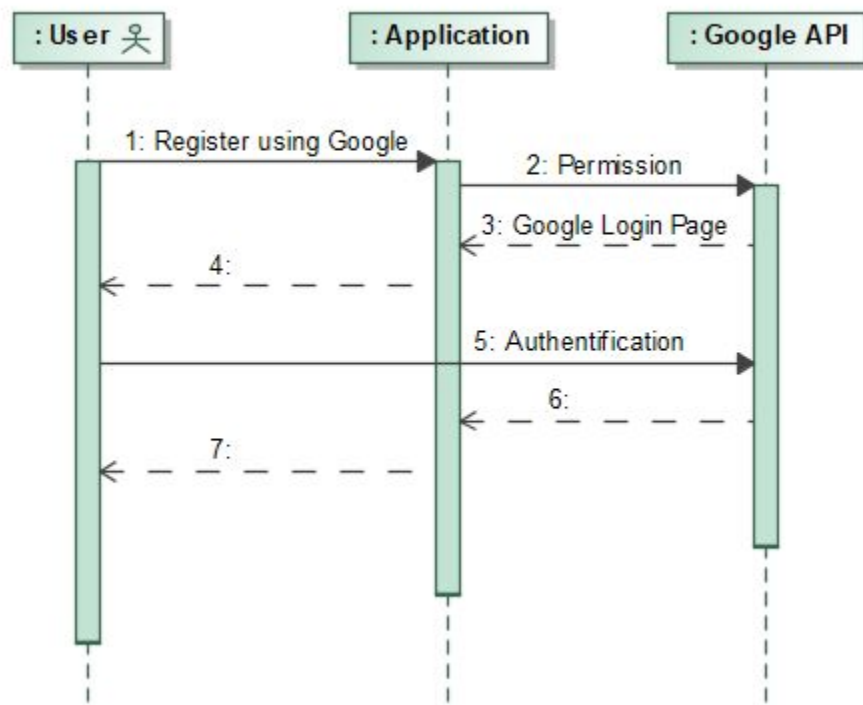 : User
: Application
: Google API
1: Register using Google
2: Permission
3: Google Login Page
4:
5: Authentification
6:
7: